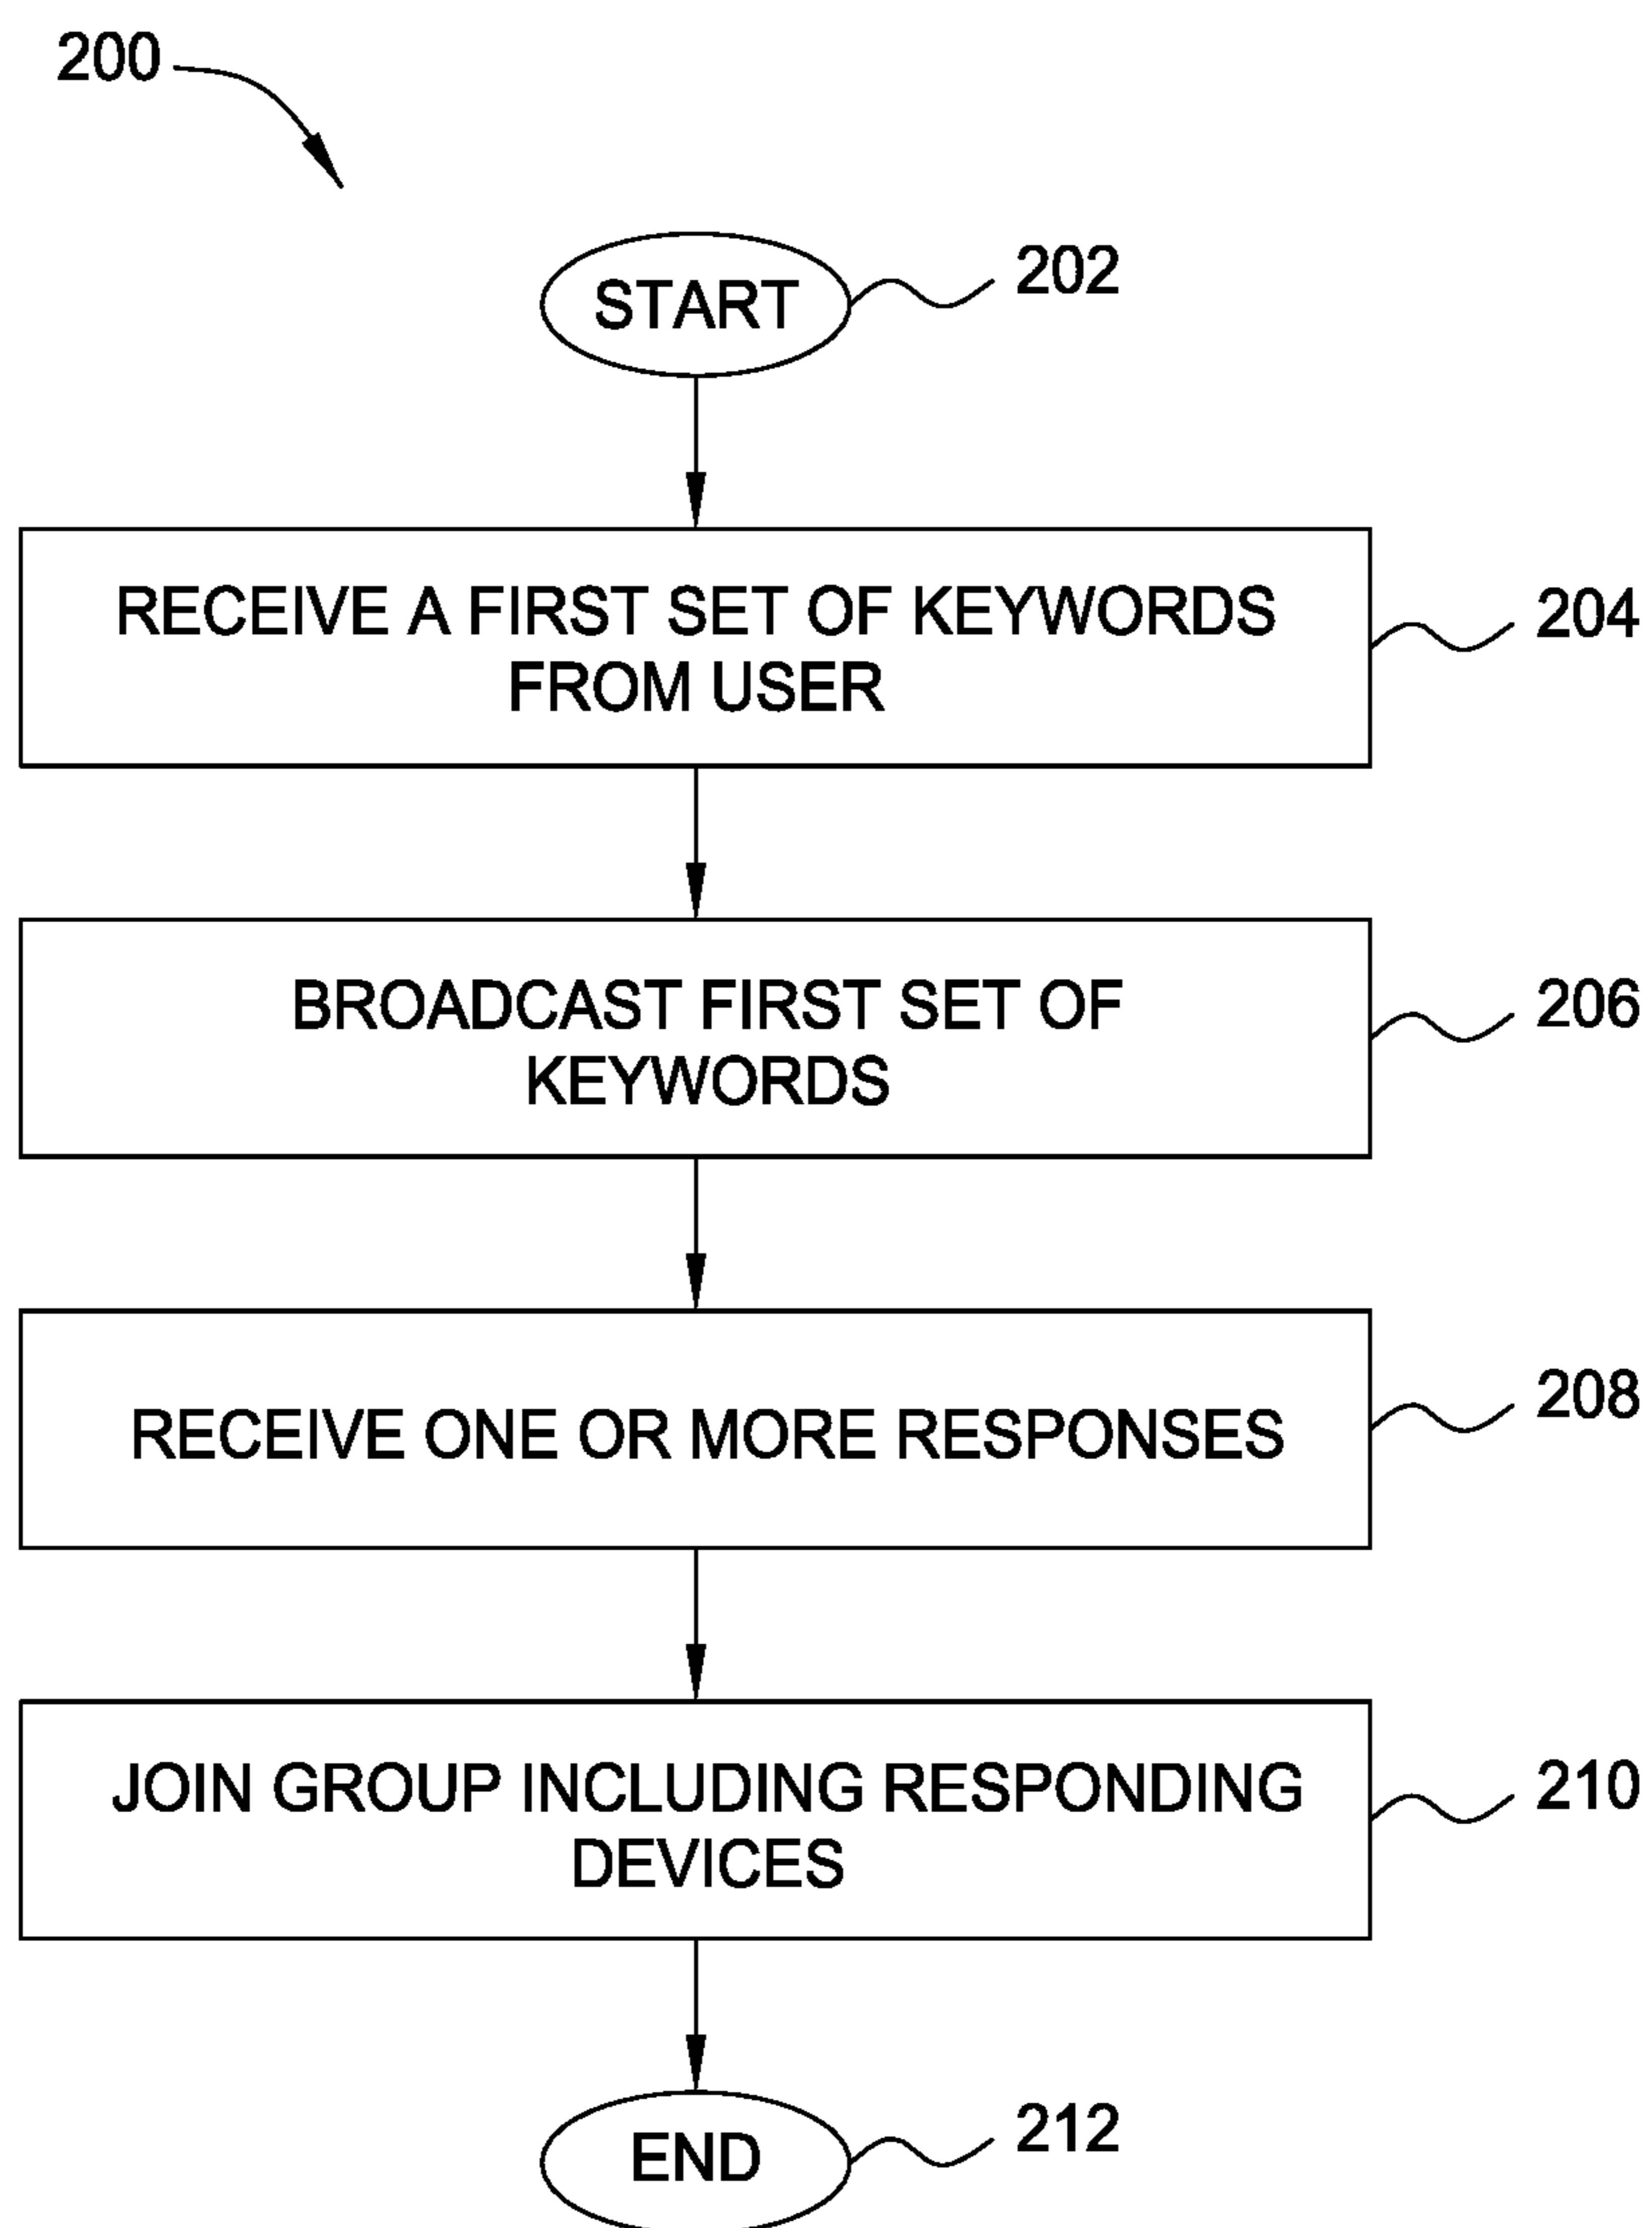 200
START
202
RECEIVE A FIRST SET OF KEYWORDS
FROM USER
204
BROADCAST FIRST SET OF
KEYWORDS
206
RECEIVE ONE OR MORE RESPONSES
208
JOIN GROUP INCLUDING RESPONDING
DEVICES
210
END
212